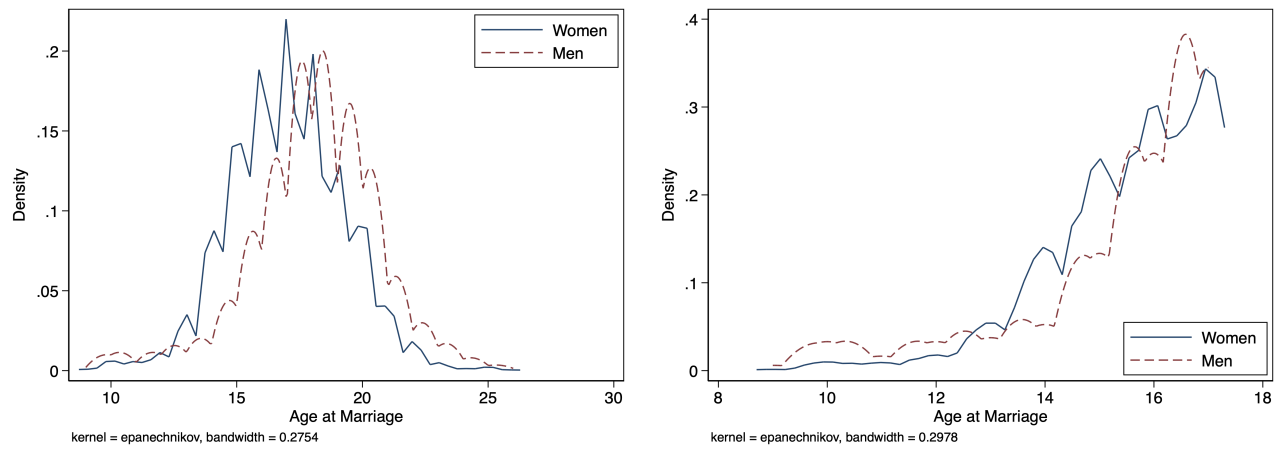 Women
Men
.2
.15
.1
.05
0
Density
10 15 20 25 30
Age at Marriage
kernel = epanechnikov, bandwidth = 0.2754
.4
.3
.2
.1
0
Density
Women
Men
8 10 12 14 16 18
Age at Marriage
kernel = epanechnikov, bandwidth = 0.2978